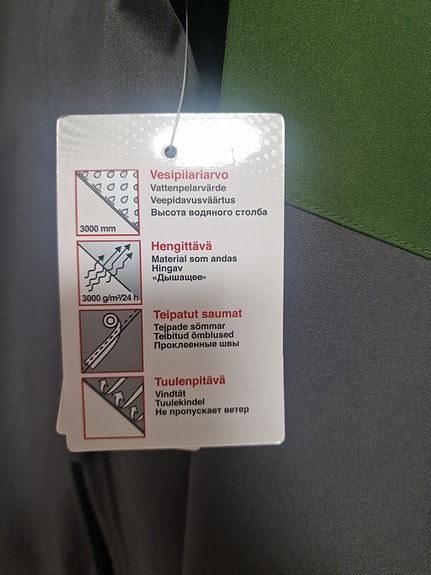 Vesipilariarvo
Vattenpelarvärde
Veepidavusväärtus
Высота водяного столба
3000 mm
Hengittävä
Material som andas
Hingav
«Дышащее»
3000 g/m²/24 h
Teipatut saumat
Tejpade sömmar
Teibitud õmblused
Проклеенные швы
Tuulenpitävä
Vindtät
Tuulekindel
Не пропускает ветер